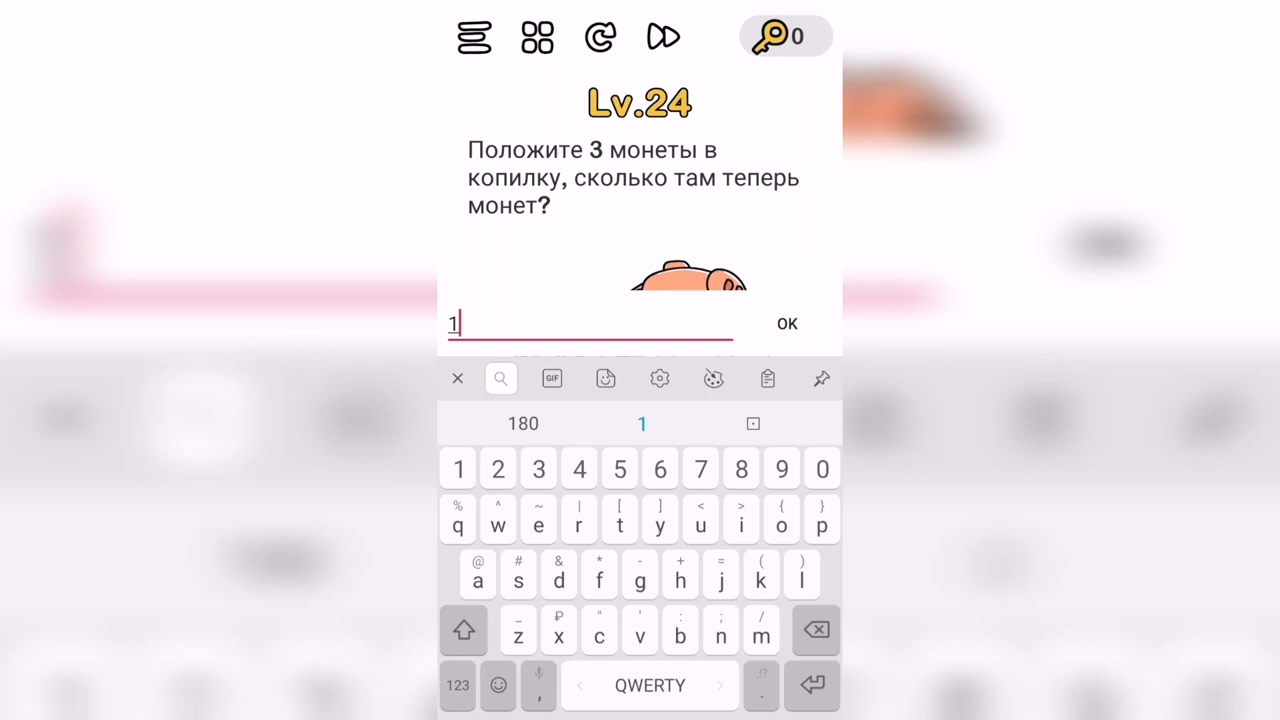 0
Lv.24
Положите 3 монеты в
копилку, сколько там теперь
монет?
1 OK
GIF
180 1
1 2 3 4 5 6 7 8 9 0
% ^ ~ | [ ] < > { }
q w e r t y u i o p
@ # & * - + = ( )
a s d f g h j k l
_ ₽ " ' : ; /
z x c v b n m
,!?
123 , QWERTY .